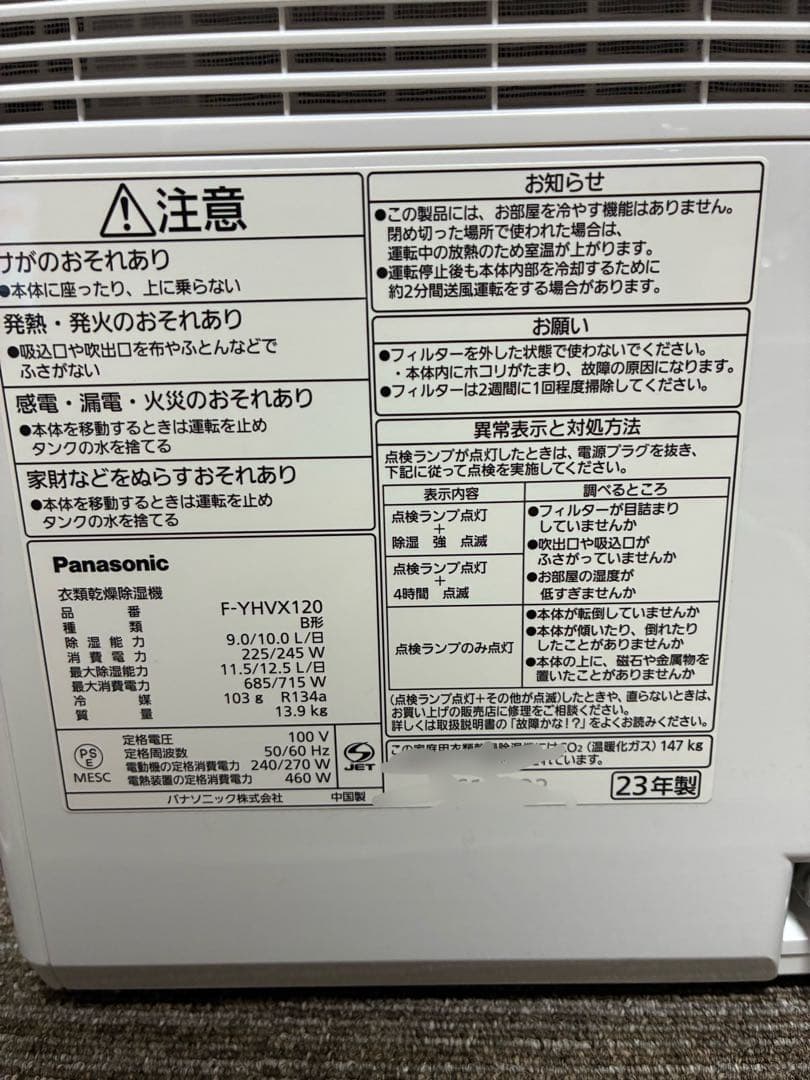 注意
けがのおそれあり
●本体に座ったり、上に乗らない
発熱・発火のおそれあり
●吸込口や吹出口を布やふとんなどで
ふさがない
感電・漏電・火災のおそれあり
●本体を移動するときは運転を止め
タンクの水を捨てる
家財などをぬらすおそれあり
●本体を移動するときは運転を止め
タンクの水を捨てる
Panasonic
衣類乾燥除湿機
品番 F-YHVX120
種類 B形
除湿能力 9.0/10.0 L/日
消費電力 225/245 W
最大除湿能力 11.5/12.5 L/日
最大消費電力 685/715 W
冷媒 103 g R134a
質量 13.9 kg
PSE
MESC
定格電圧 100 V
定格周波数 50/60 Hz
電動機の定格消費電力 240/270 W
電熱装置の定格消費電力 460 W
JET
パナソニック株式会社 中国製
お知らせ
●この製品には、お部屋を冷やす機能はありません。
閉め切った場所で使われた場合は、
運転中の放熱のため室温が上がります。
●運転停止後も本体内部を冷却するために
約2分間送風運転をする場合があります。
お願い
●フィルターを外した状態で使わないでください。
・本体内にホコリがたまり、故障の原因になります。
●フィルターは2週間に1回程度掃除してください。
異常表示と対処方法
点検ランプが点灯したときは、電源プラグを抜き、
下記に従って点検を実施してください。
表示内容 調べるところ
点検ランプ点灯
+
除湿 強 点滅
点検ランプ点灯
+
4時間 点滅
●フィルターが目詰まり
していませんか
●吹出口や吸込口が
ふさがっていませんか
●お部屋の湿度が
低すぎませんか
点検ランプのみ点灯
●本体が転倒していませんか
●本体が傾いたり、倒れたり
したことがありませんか
●本体の上に、磁石や金属物を
置いたことがありませんか
(点検ランプ点灯+その他が点滅)したときや、直らないときは、
お買い上げの販売店に修理をご相談ください。
詳しくは取扱説明書の「故障かな!?」をよくお読みください。
この家庭用衣類 CO₂(温暖化ガス)147 kg
れています。
23年製